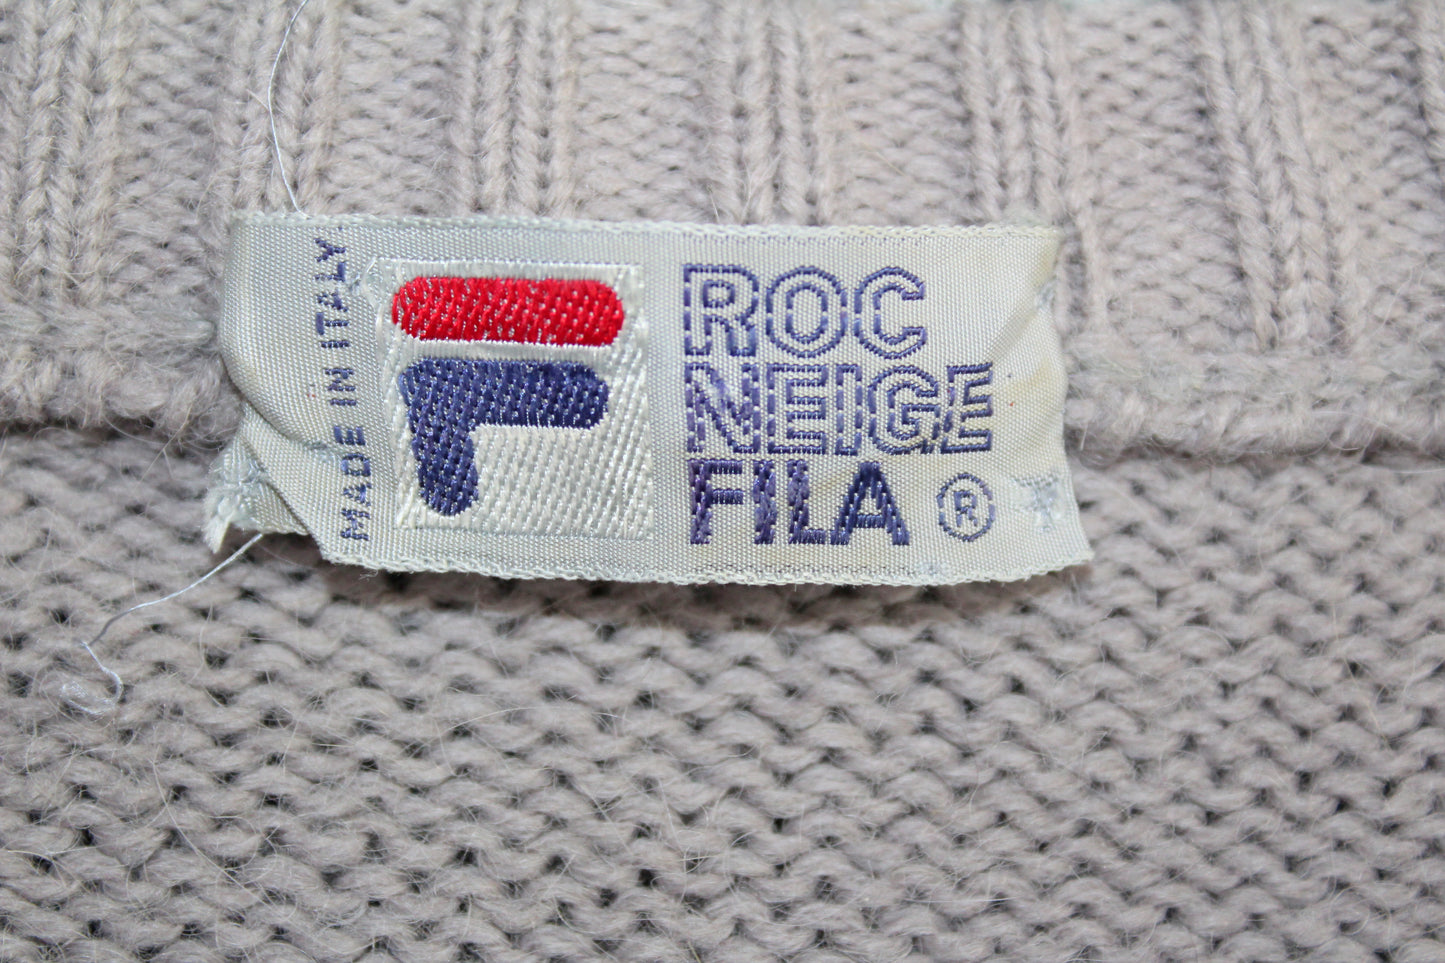 MADE IN ITALY.
ROC
NEIGE
FILA ®